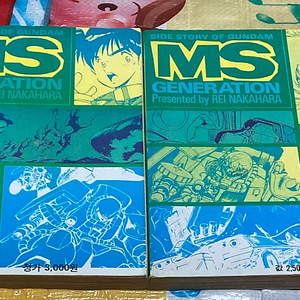 SIDE STORY OF GUNDAM
MS
RATION
REI NAKAHARA
정가 3,000원
SIDE STORY OF GUNDAM
MS
GENERATION
Presented by REI NAKAHARA
값 2,50